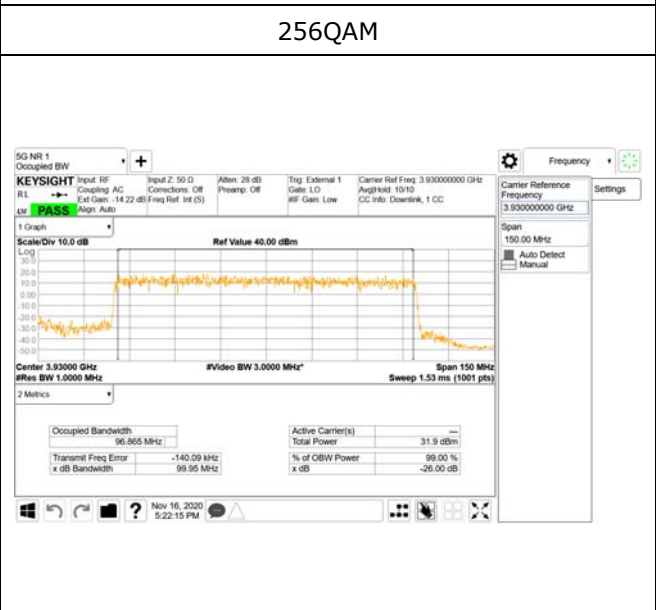 256QAM
5G NR 1
Occupied BW
Frequency
KEYSIGHT
Input: RF
Input Z: 50 Ω
Atten: 28 dB
Trig: External 1
Carrier Ref Freq: 3.930000000 GHz
RL
Coupling: AC
Corrections: Off
Preamp: Off
Gate: LO
Avg|Hold: 10/10
Ext Gain: -14.22 dB
Freq Ref: Int (S)
#IF Gain: Low
CC Info: Downlink, 1 CC
PASS
Align: Auto
Carrier Reference
Frequency
3.930000000 GHz
Settings
Span
150.00 MHz
Auto Detect
Manual
1 Graph
Scale/Div 10.0 dB
Ref Value 40.00 dBm
Log
30.0
20.0
10.0
0.00
-10.0
-20.0
-30.0
-40.0
-50.0
Center 3.93000 GHz
#Video BW 3.0000 MHz*
Span 150 MHz
#Res BW 1.0000 MHz
Sweep 1.53 ms (1001 pts)
2 Metrics
Occupied Bandwidth
96.865 MHz
Active Carrier(s)
---
Total Power
31.9 dBm
Transmit Freq Error
-140.09 kHz
% of OBW Power
99.00 %
x dB Bandwidth
99.95 MHz
x dB
-26.00 dB
?
Nov 16, 2020
5:22:15 PM